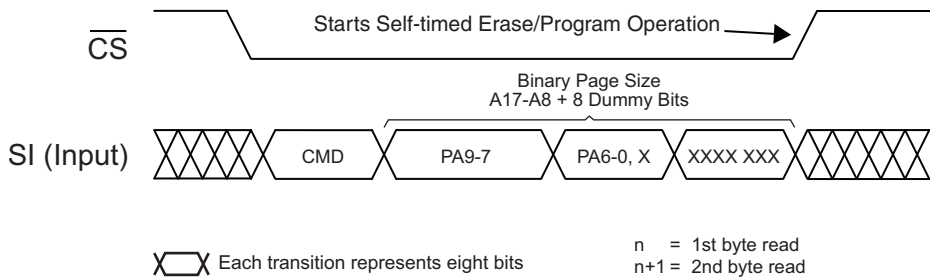 Starts Self-timed Erase/Program Operation
CS
Binary Page Size
A17-A8 + 8 Dummy Bits
SI (Input)
CMD
PA9-7
PA6-0, X
XXXX XXX
Each transition represents eight bits
n = 1st byte read
n+1 = 2nd byte read